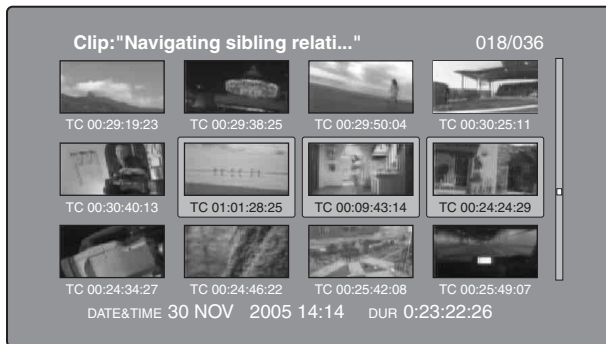 Clip:"Navigating sibling relati..." 018/036
TC 00:29:19:23 TC 00:29:38:25 TC 00:29:50:04 TC 00:30:25:11
TC 00:30:40:13 TC 01:01:28:25 TC 00:09:43:14 TC 00:24:24:29
TC 00:24:34:27 TC 00:24:46:22 TC 00:25:42:08 TC 00:25:49:07
DATE&TIME 30 NOV 2005 14:14 DUR 0:23:22:26